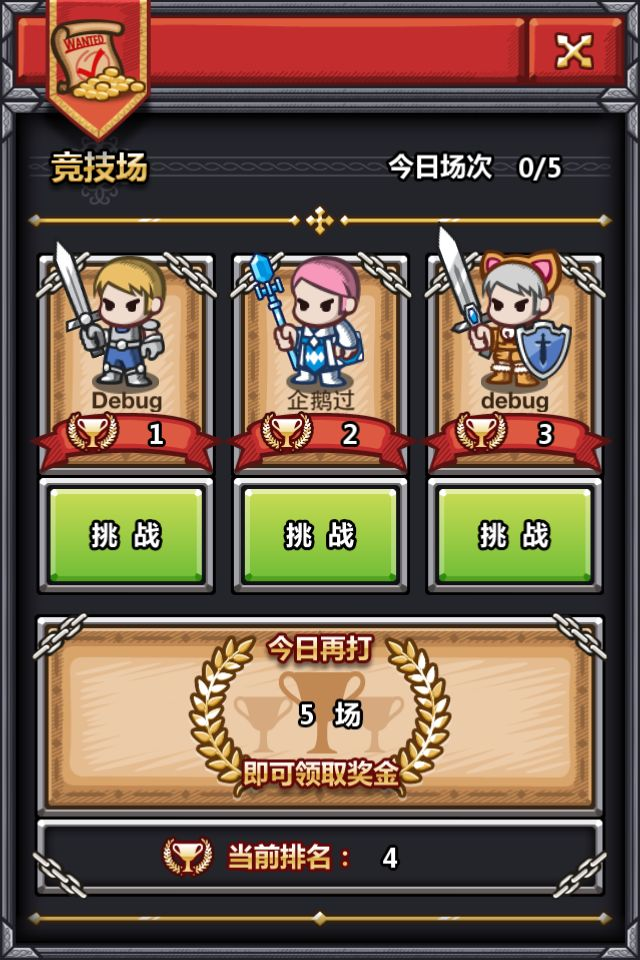 WANTED
竞技场
今日场次 0/5
Debug
企鹅过
debug
1
2
3
挑 战
挑 战
挑 战
今日再打
5 场
即可领取奖金
当前排名： 4